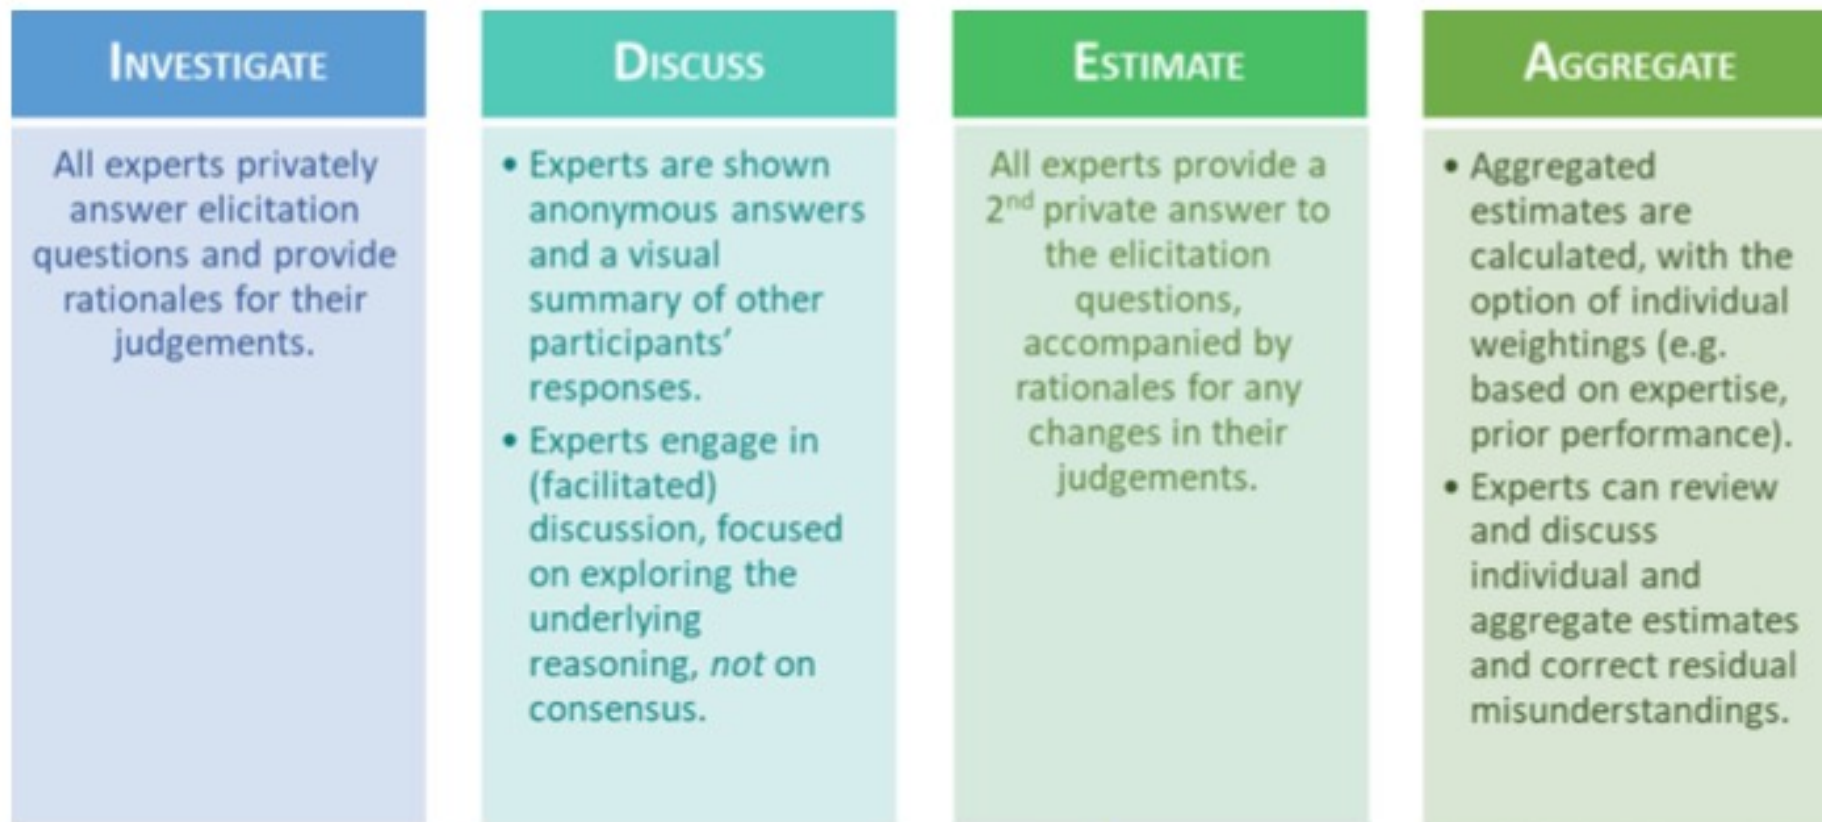 INVESTIGATE
All experts privately
answer elicitation
questions and provide
rationales for their
judgements.
DISCUSS
• Experts are shown
anonymous answers
and a visual
summary of other
participants’
responses.
• Experts engage in
(facilitated)
discussion, focused
on exploring the
underlying
reasoning, not on
consensus.
ESTIMATE
All experts provide a
2nd private answer to
the elicitation
questions,
accompanied by
rationales for any
changes in their
judgements.
AGGREGATE
• Aggregated
estimates are
calculated, with the
option of individual
weightings (e.g.
based on expertise,
prior performance).
• Experts can review
and discuss
individual and
aggregate estimates
and correct residual
misunderstandings.